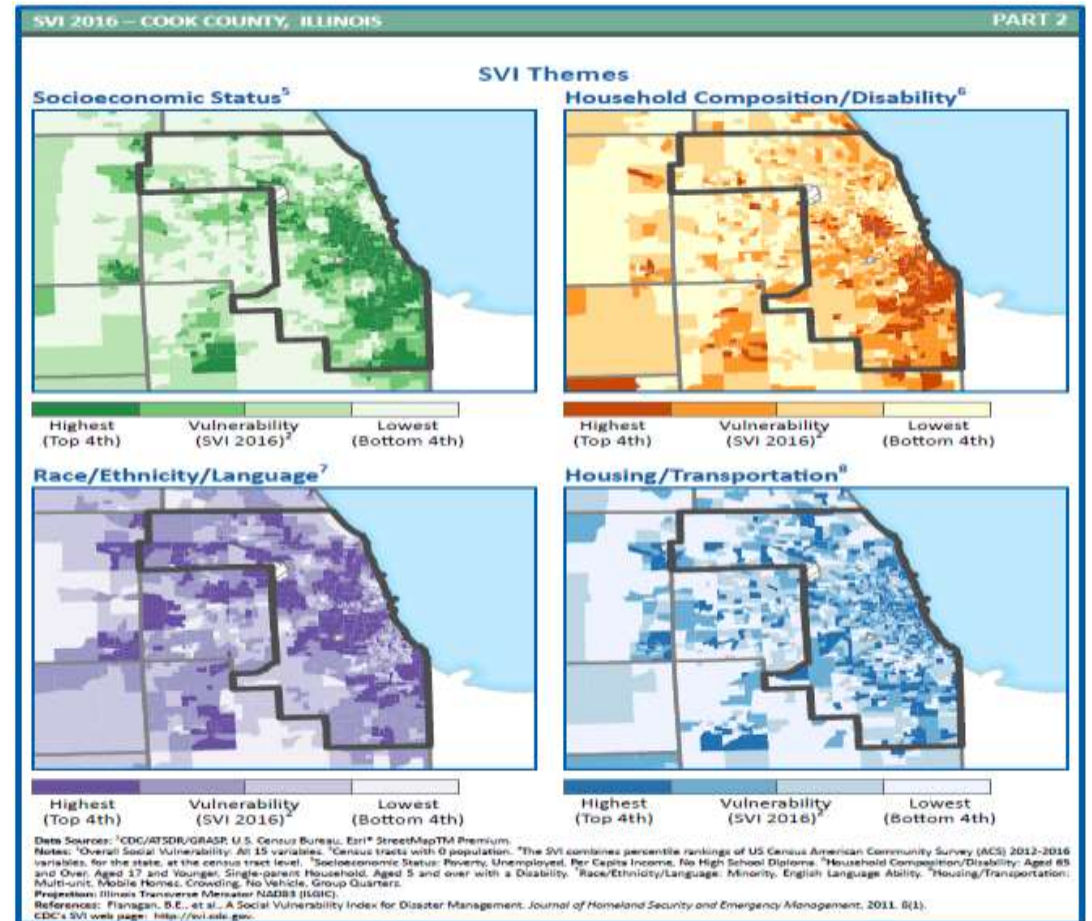 SVI 2016 – COOK COUNTY, ILLINOIS PART 2
SVI Themes
Socioeconomic Status⁵ Household Composition/Disability⁶
Highest Vulnerability Lowest Highest Vulnerability Lowest
(Top 4th) (SVI 2016)² (Bottom 4th) (Top 4th) (SVI 2016)² (Bottom 4th)
Race/Ethnicity/Language⁷ Housing/Transportation⁸
Highest Vulnerability Lowest Highest Vulnerability Lowest
(Top 4th) (SVI 2016)² (Bottom 4th) (Top 4th) (SVI 2016)² (Bottom 4th)
Data Sources: ²CDC/ATSDR/GRASP, U.S. Census Bureau, Esri® StreetMapTM Premium.
Notes: ¹Overall Social Vulnerability: All 15 variables. ³Census tracts with 0 population. ⁴The SVI combines percentile rankings of US Census American Community Survey (ACS) 2012-2016
variables, for the state, at the census tract level. ⁵Socioeconomic Status: Poverty, Unemployed, Per Capita Income, No High School Diploma. ⁶Household Composition/Disability: Aged 65
and Over, Aged 17 and Younger, Single-parent Household, Aged 5 and over with a Disability. ⁷Race/Ethnicity/Language: Minority, English Language Ability. ⁸Housing/Transportation:
Multi-unit, Mobile Homes, Crowding, No Vehicle, Group Quarters.
Projection: Illinois Transverse Mercator NAD83 (ILGIC).
References: Flanagan, B.E., et al., A Social Vulnerability Index for Disaster Management. Journal of Homeland Security and Emergency Management, 2011. 8(1).
CDC's SVI web page: http://svi.cdc.gov.